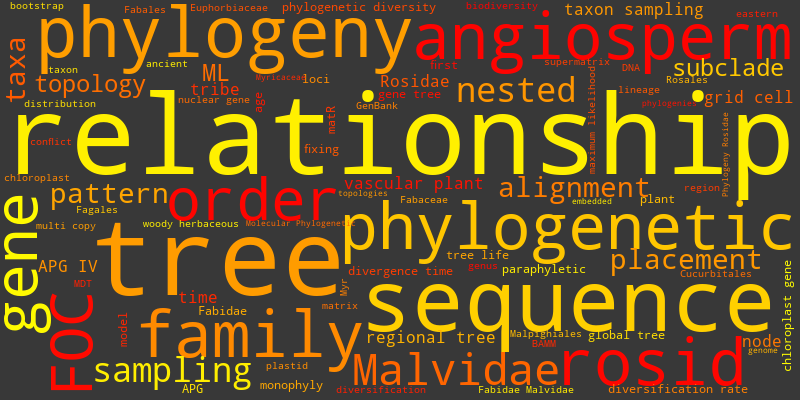 bootstrap
Fabales
Euphorbiaceae
phylogenetic diversity
biodiversity
taxon sampling
eastern
phylogeny
angiosperm
taxa
taxon
ancient
first
supermatrix
DNA
subclade
topology
ML
Myricaceae
loci
Rosidae
nested
Rosales
lineage
tribe
gene tree
grid cell
distribution
nuclear gene
age
matR
GenBank
maximum likelihood
phylogenies
Phylogeny Rosidae
relationship
conflict
fixing
chloroplast
pattern
order
vascular plant
topologies
alignment
region
Fabaceae
embedded
plant
Fagales
gene
multi copy
woody herbaceous
Molecular Phylogenetic
phylogenetic
tree
tree life
placement
APG IV
divergence time
genus
paraphyletic
Cucurbitales
chloroplast gene
MDT
Myr
FOC
time
Fabidae
matrix
sequence
model
family
regional tree
Malpighiales
global tree
BAMM
node
genome
rosid
sampling
plastid
Malvidae
APG
monophyly
diversification
Fabidae Malvidae
diversification rate